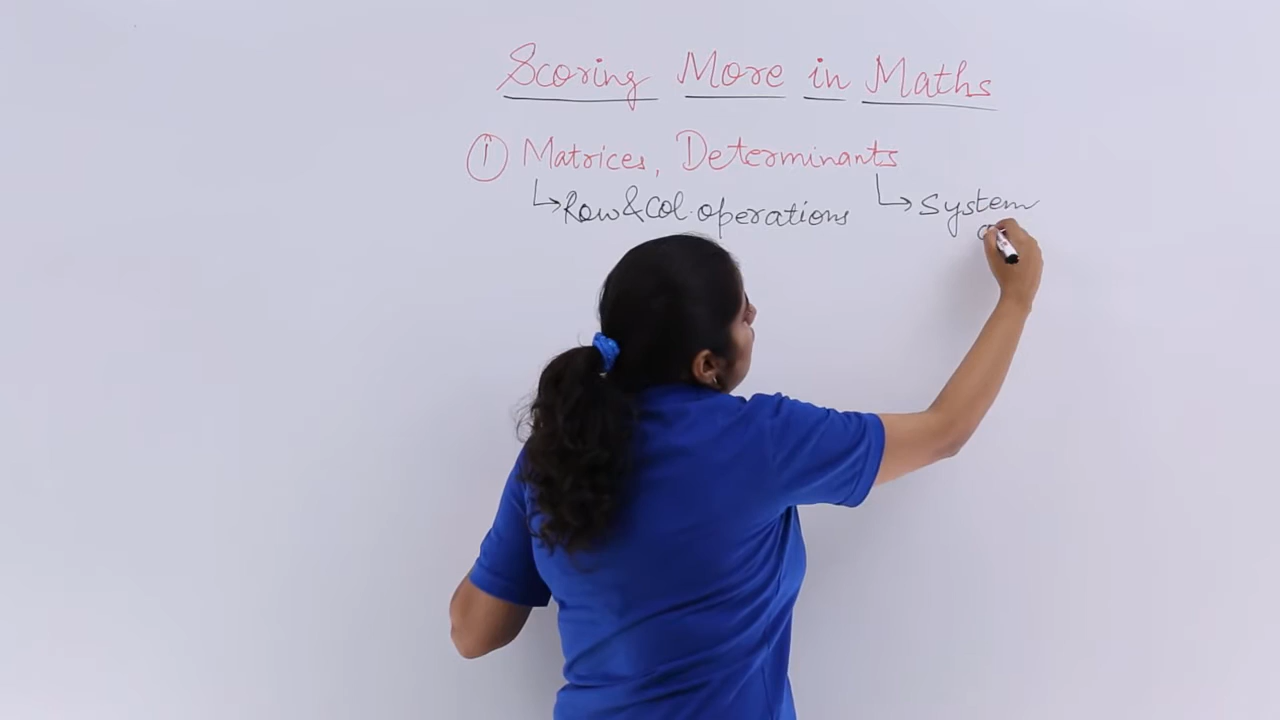 Scoring More in Maths
① Matrices, Determinants
↳ Row & Col. operations ↳ System